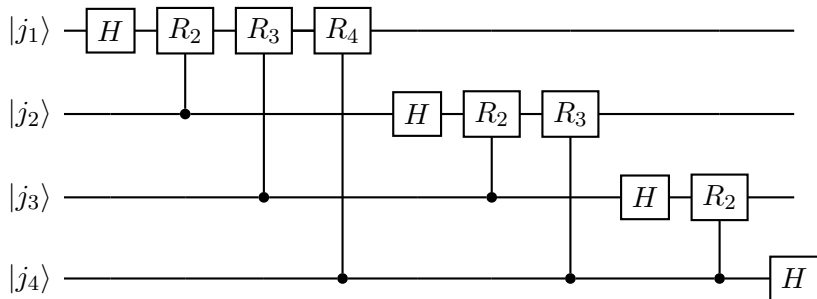 |j₁⟩ H R₂ R₃ R₄
|j₂⟩ H R₂ R₃
|j₃⟩ H R₂
|j₄⟩ H